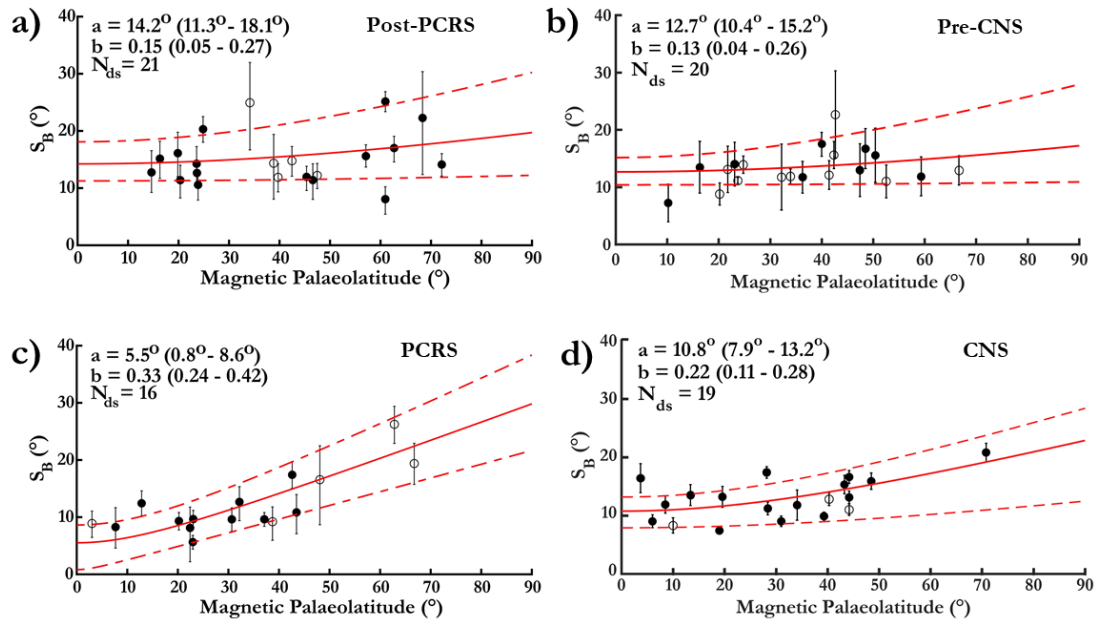 a)
a = 14.2° (11.3° - 18.1°)
b = 0.15 (0.05 - 0.27)
N_ds = 21
Post-PCRS
40
30
20
10
0
S_B (°)
0 10 20 30 40 50 60 70 80 90
Magnetic Palaeolatitude (°)
b)
a = 12.7° (10.4° - 15.2°)
b = 0.13 (0.04 - 0.26)
N_ds = 20
Pre-CNS
40
30
20
10
0
S_B (°)
0 10 20 30 40 50 60 70 80 90
Magnetic Palaeolatitude (°)
c)
a = 5.5° (0.8° - 8.6°)
b = 0.33 (0.24 - 0.42)
N_ds = 16
PCRS
40
30
20
10
0
S_B (°)
0 10 20 30 40 50 60 70 80 90
Magnetic Palaeolatitude (°)
d)
a = 10.8° (7.9° - 13.2°)
b = 0.22 (0.11 - 0.28)
N_ds = 19
CNS
40
30
20
10
0
S_B (°)
0 10 20 30 40 50 60 70 80 90
Magnetic Palaeolatitude (°)